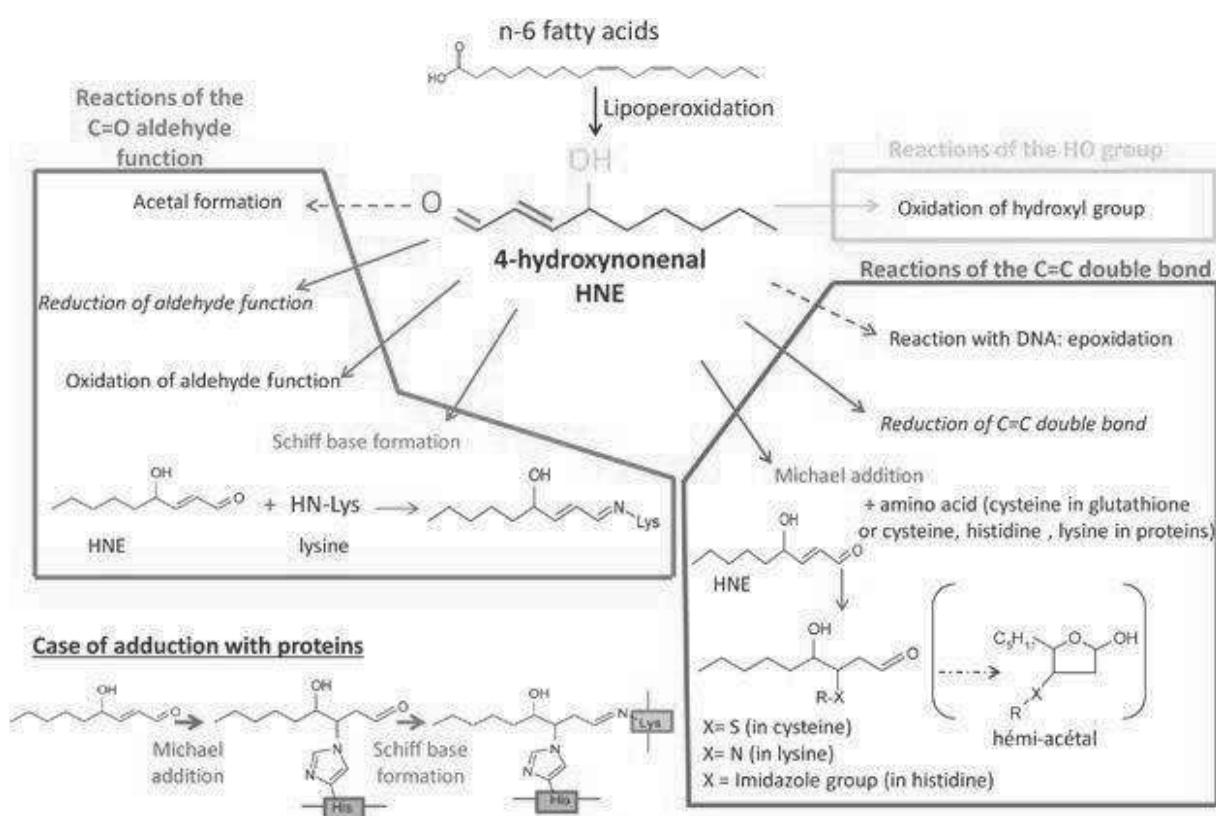 n-6 fatty acids
O
HO
Lipoperoxidation
Reactions of the
C=O aldehyde
function
OH
Reactions of the HO group
Acetal formation
O
Oxidation of hydroxyl group
4-hydroxynonenal
HNE
Reactions of the C=C double bond
Reduction of aldehyde function
Reaction with DNA: epoxidation
Oxidation of aldehyde function
Reduction of C=C double bond
Schiff base formation
Michael addition
OH
O
+ HN-Lys
OH
N
Lys
HNE
lysine
+ amino acid (cysteine in glutathione
or cysteine, histidine , lysine in proteins)
OH
O
HNE
OH
O
R-X
O
OH
X
R
hémi-acétal
X= S (in cysteine)
X= N (in lysine)
X = Imidazole group (in histidine)
Case of adduction with proteins
OH
O
Michael
addition
OH
O
N
N
His
Schiff base
formation
OH
N
Lys
N
N
His